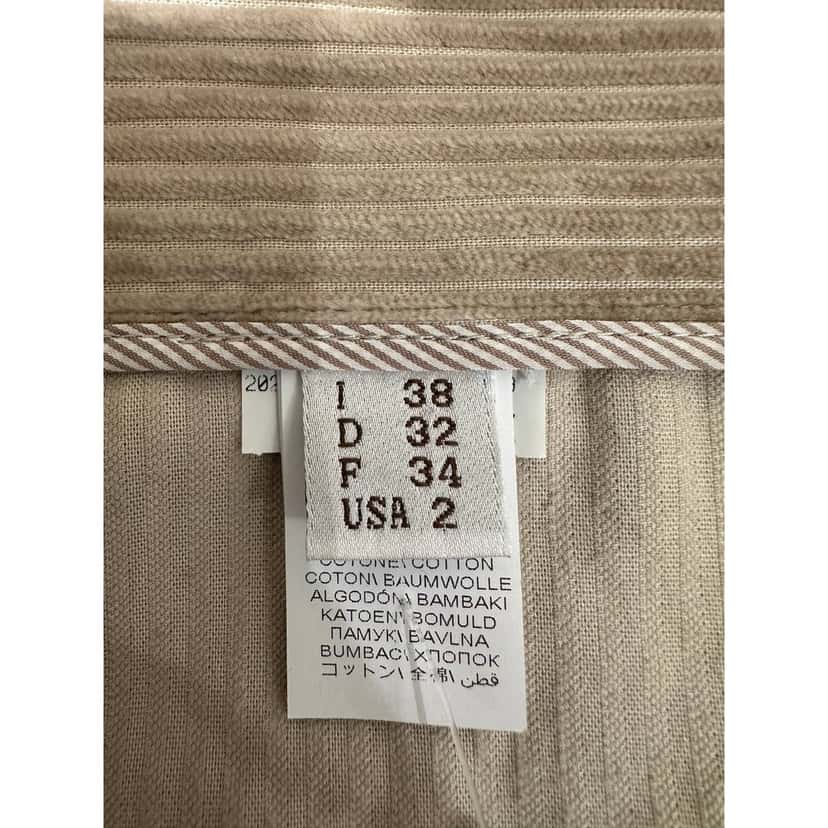 202
I 38
D 32
F 34
USA 2
COTONE\ COTTON
COTON\ BAUMWOLLE
ALGODÓN\ BAMBAKI
KATOEN\ BOMULD
ПАМУК\ BAVLNA
BUMBAC\ ХЛОПОК
コットン\ 全棉\ قطن